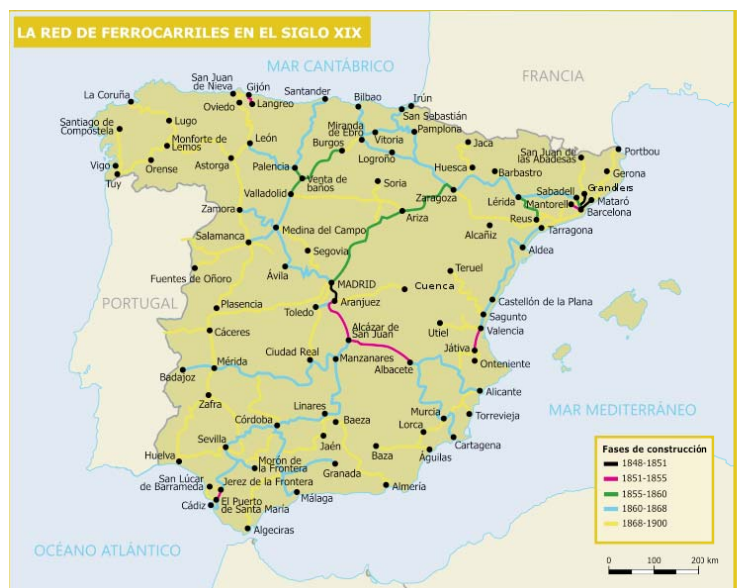 LA RED DE FERROCARRILES EN EL SIGLO XIX
MAR CANTÁBRICO
FRANCIA
San Juan
de Nieva
Gijón
Santander
Bilbao
Irún
La Coruña
Oviedo
Langreo
San Sebastián
Santiago de
Compostela
Lugo
Miranda
de Ebro
Vitoria
Pamplona
Monforte
de Lemos
León
Burgos
Jaca
San Juan de
las Abadesas
Portbou
Logroño
Vigo
Orense
Astorga
Palencia
Huesca
Barbastro
Gerona
Tuy
Venta de
baños
Soria
Sabadell
Granollers
Valladolid
Zaragoza
Lérida
Mantorell
Mataró
Zamora
Ariza
Reus
Barcelona
Medina del Campo
Tarragona
Salamanca
Segovia
Alcañiz
Aldea
Fuentes de Oñoro
Ávila
MADRID
Teruel
PORTUGAL
Cuenca
Plasencia
Aranjuez
Castellón de la Plana
Toledo
Sagunto
Cáceres
Alcázar de
San Juan
Utiel
Valencia
Ciudad Real
Játiva
Mérida
Manzanares
Onteniente
Badajoz
Albacete
Alicante
Zafra
Linares
Murcia
Torrevieja
MAR MEDITERRÁNEO
Córdoba
Baeza
Lorca
Sevilla
Jaén
Cartagena
Huelva
Morón de
la Frontera
Baza
Águilas
San Lúcar
de Barrameda
Jerez de la Frontera
Granada
Cádiz
El Puerto
de Santa María
Málaga
Almería
Algeciras
OCÉANO ATLÁNTICO
Fases de construcción
1848-1851
1851-1855
1855-1860
1860-1868
1868-1900
0 100 200 km